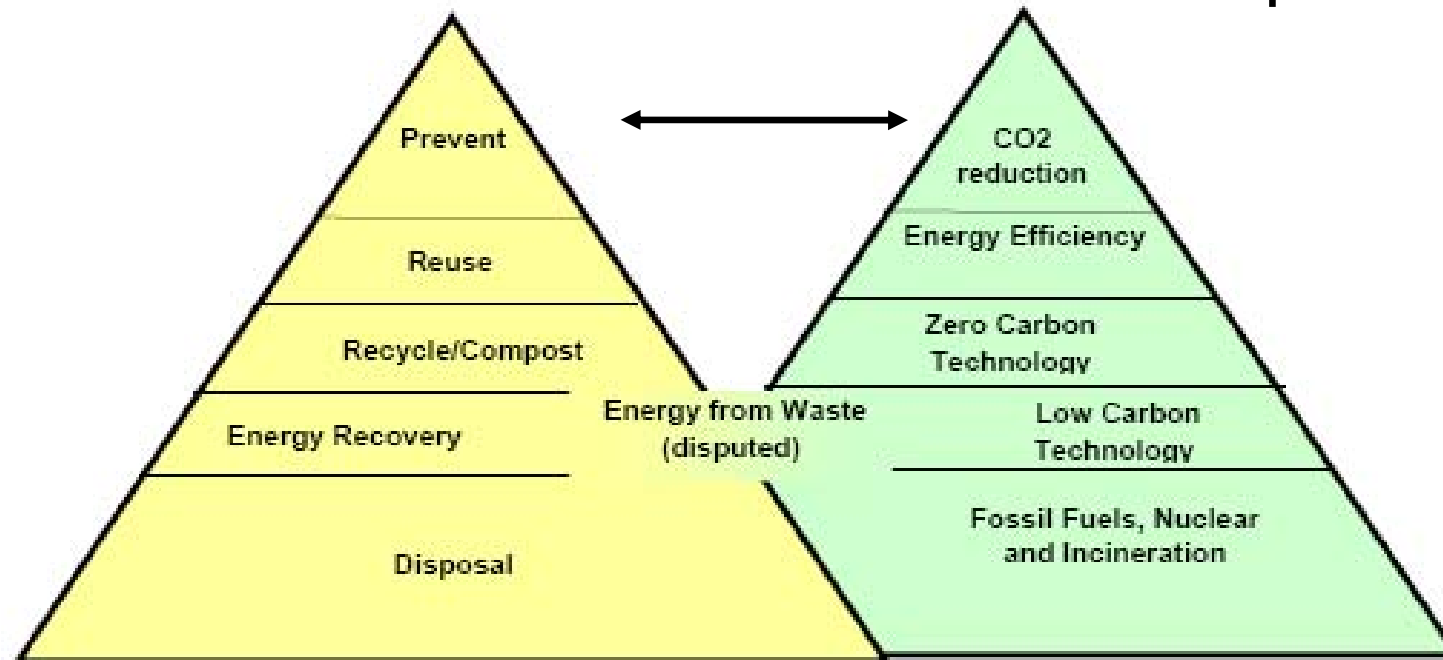 Prevent
Reuse
Recycle/Compost
Energy Recovery
Disposal
Energy from Waste
(disputed)
CO2
reduction
Energy Efficiency
Zero Carbon
Technology
Low Carbon
Technology
Fossil Fuels, Nuclear
and Incineration